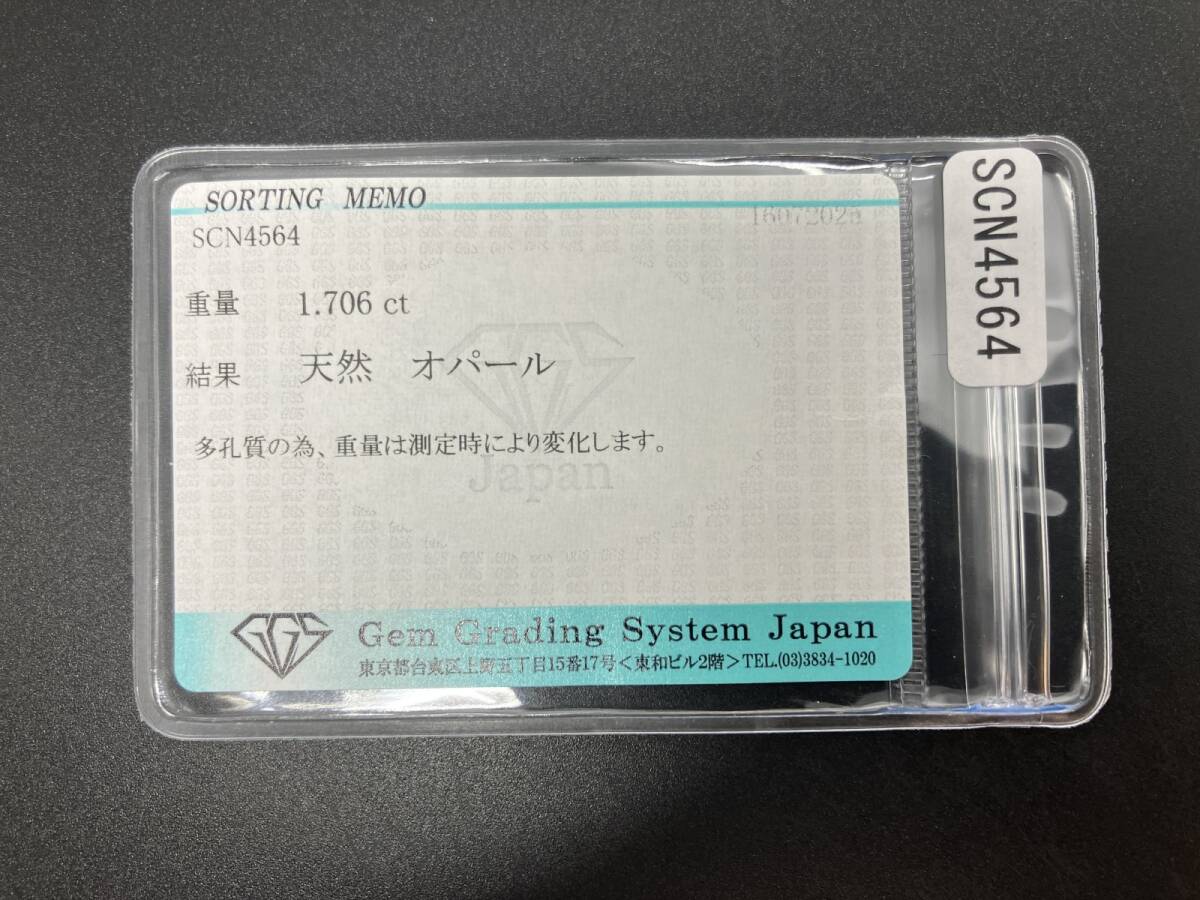 SORTING MEMO
SCN4564
重量 1.706 ct
結果 天然 オパール
多孔質の為、重量は測定時により変化します。
Japan
GGS
Gem Grading System Japan
東京都台東区上野五丁目15番17号＜東和ビル2階＞TEL.(03)3834-1020
SCN4564